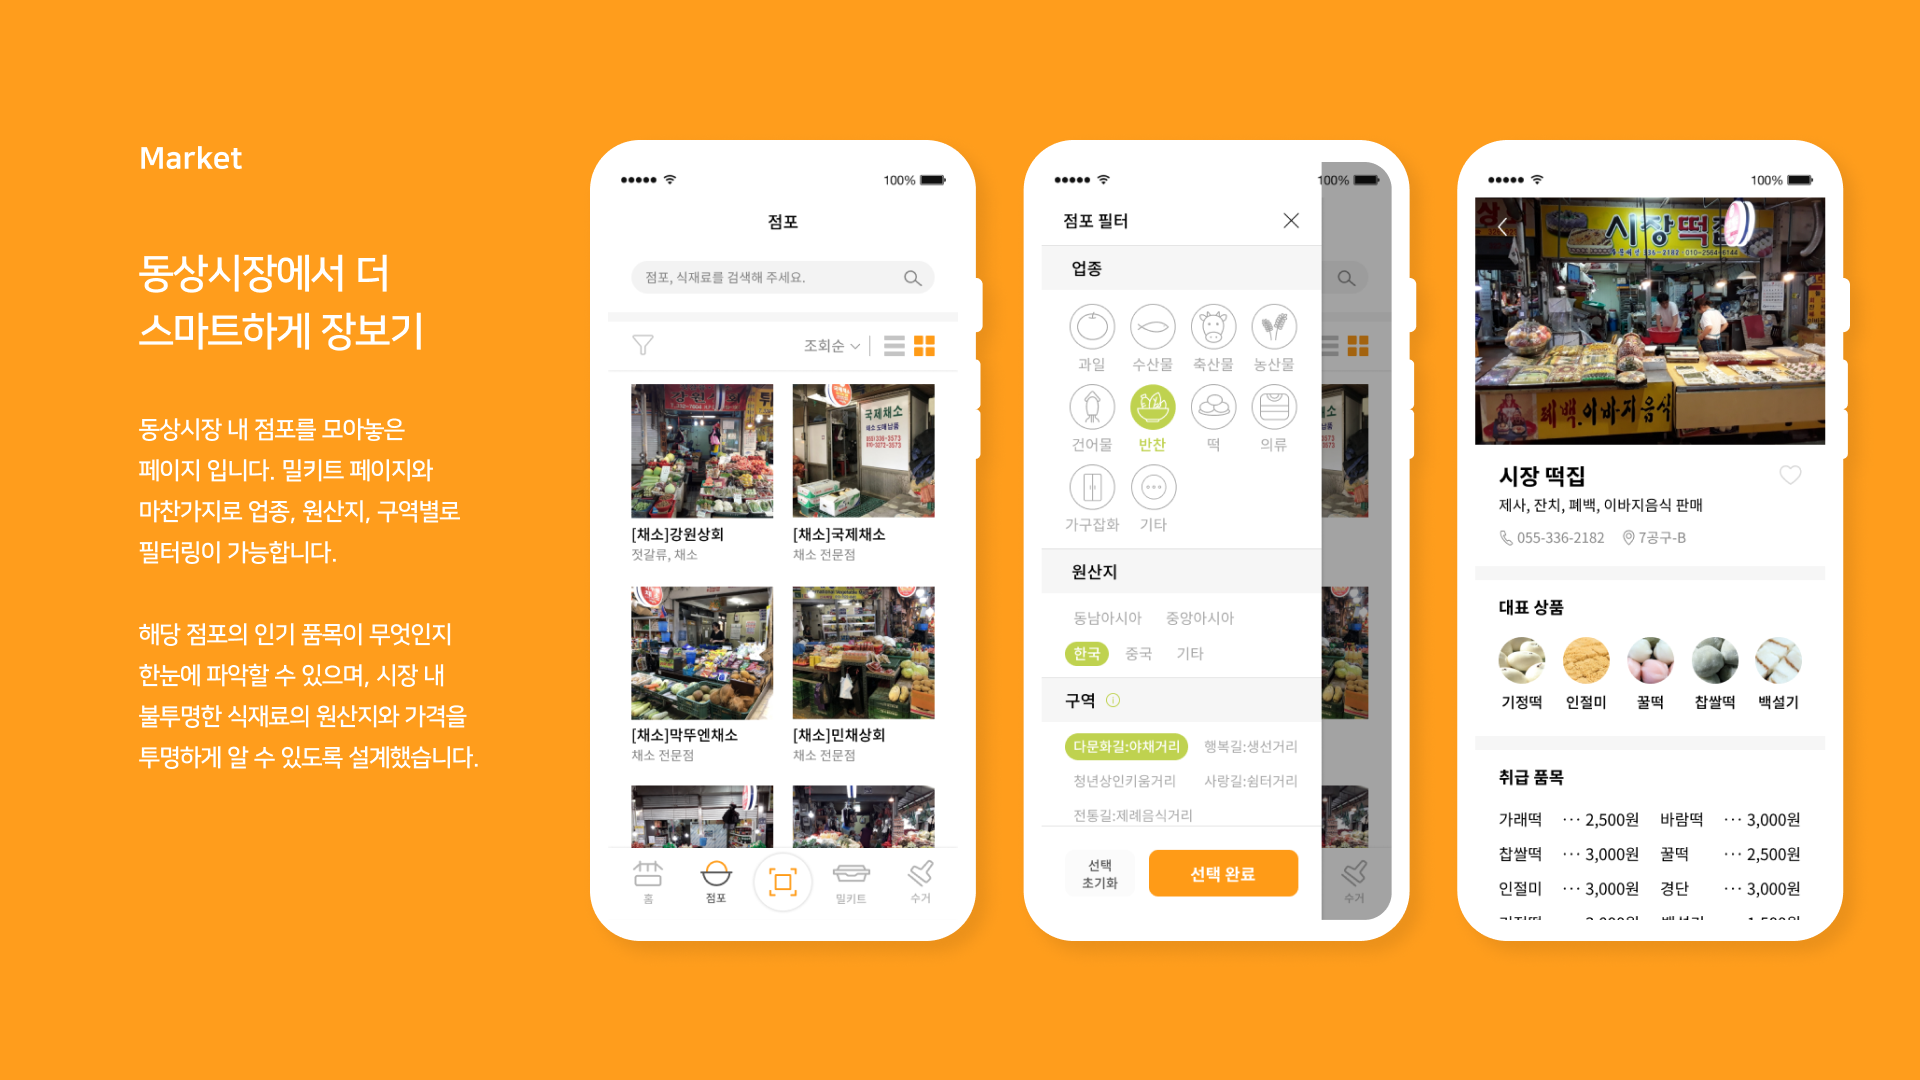 Market
동상시장에서 더
스마트하게 장보기
동상시장 내 점포를 모아놓은
페이지 입니다. 밀키트 페이지와
마찬가지로 업종, 원산지, 구역별로
필터링이 가능합니다.
해당 점포의 인기 품목이 무엇인지
한눈에 파악할 수 있으며, 시장 내
불투명한 식재료의 원산지와 가격을
투명하게 알 수 있도록 설계했습니다.
100%
점포
점포, 식재료를 검색해 주세요.
조회순
국제채소
[채소]강원상회
젓갈류, 채소
[채소]국제채소
채소 전문점
[채소]막뚜엔채소
채소 전문점
[채소]민채상회
채소 전문점
홈
점포
밀키트
수거
100%
점포 필터
업종
과일
수산물
축산물
농산물
건어물
반찬
떡
의류
가구잡화
기타
원산지
동남아시아
중앙아시아
한국
중국
기타
구역
다문화길:야채거리
행복길:생선거리
청년상인키움거리
사랑길:쉼터거리
전통길:제례음식거리
선택
초기화
선택 완료
수거
100%
시장떡집
폐백.이바지음식
시장 떡집
제사, 잔치, 폐백, 이바지음식 판매
055-336-2182
7공구-B
대표 상품
기정떡
인절미
꿀떡
찹쌀떡
백설기
취급 품목
가래떡 ··· 2,500원 바람떡 ··· 3,000원
찹쌀떡 ··· 3,000원 꿀떡 ··· 2,500원
인절미 ··· 3,000원 경단 ··· 3,000원